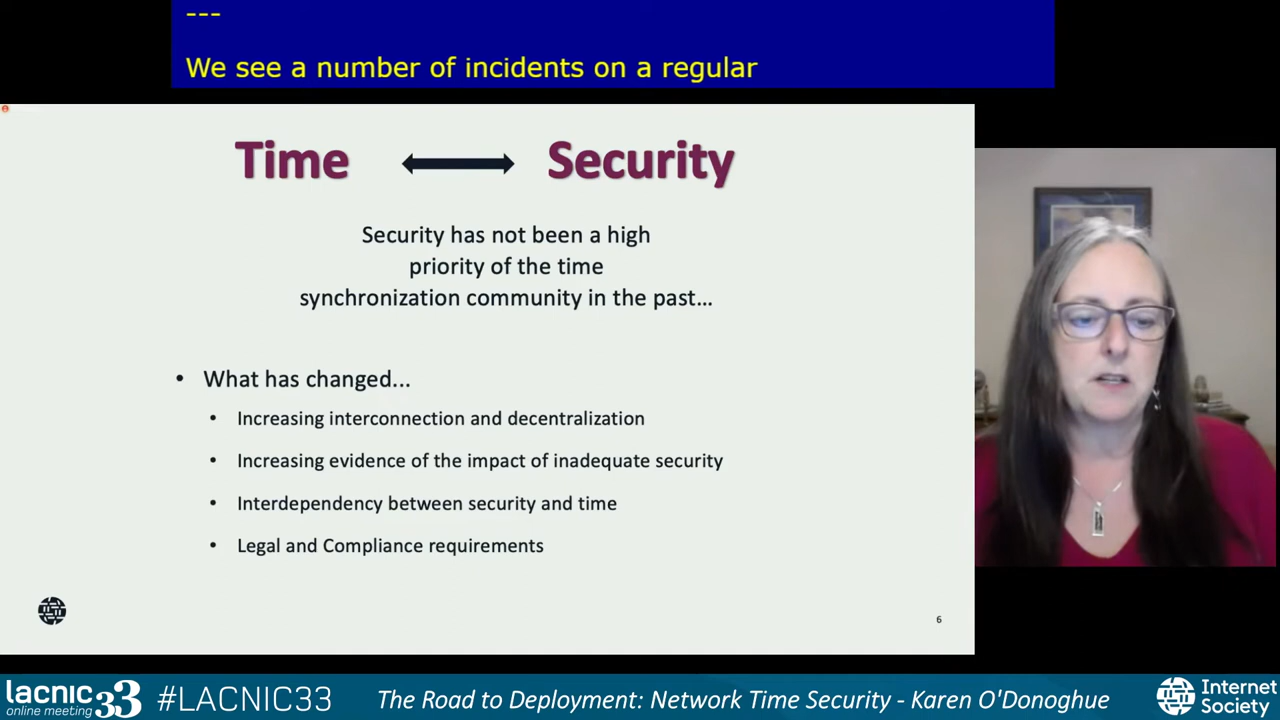 ---
We see a number of incidents on a regular
Time Security
Security has not been a high
priority of the time
synchronization community in the past...
• What has changed...
• Increasing interconnection and decentralization
• Increasing evidence of the impact of inadequate security
• Interdependency between security and time
• Legal and Compliance requirements
6
lacnic 33
online meeting
#LACNIC33
The Road to Deployment: Network Time Security - Karen O'Donoghue
Internet
Society